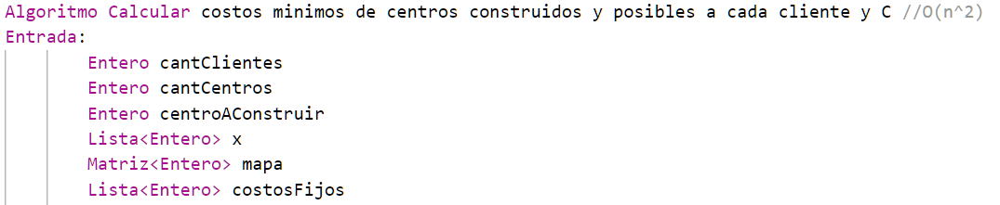 Algoritmo Calcular costos minimos de centros construidos y posibles a cada cliente y C //O(n^2)
Entrada:
Entero cantClientes
Entero cantCentros
Entero centroAConstruir
Lista<Entero> x
Matriz<Entero> mapa
Lista<Entero> costosFijos